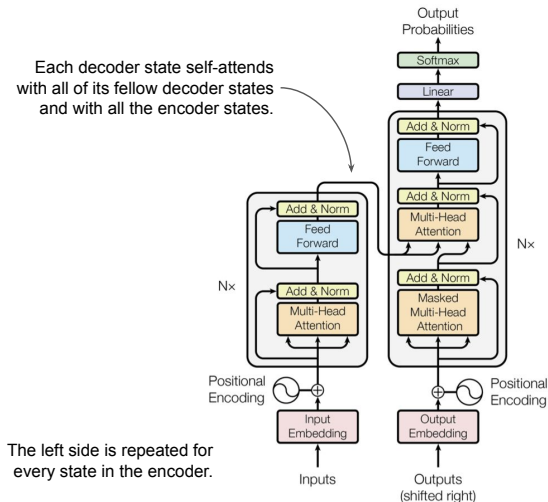 Output
Probabilities
Softmax
Linear
Add & Norm
Feed
Forward
Add & Norm
Multi-Head
Attention
Add & Norm
Masked
Multi-Head
Attention
Nx
Positional
Encoding
Output
Embedding
Outputs
(shifted right)
Each decoder state self-attends
with all of its fellow decoder states
and with all the encoder states.
Add & Norm
Feed
Forward
Add & Norm
Multi-Head
Attention
N×
Positional
Encoding
Input
Embedding
Inputs
The left side is repeated for
every state in the encoder.